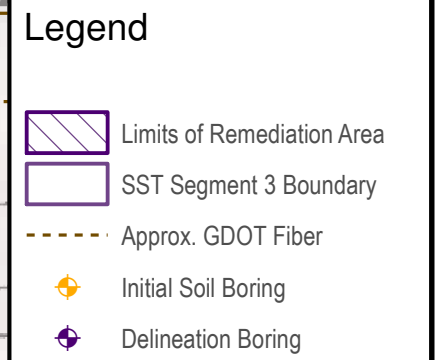 Legend
Limits of Remediation Area
SST Segment 3 Boundary
Approx. GDOT Fiber
Initial Soil Boring
Delineation Boring